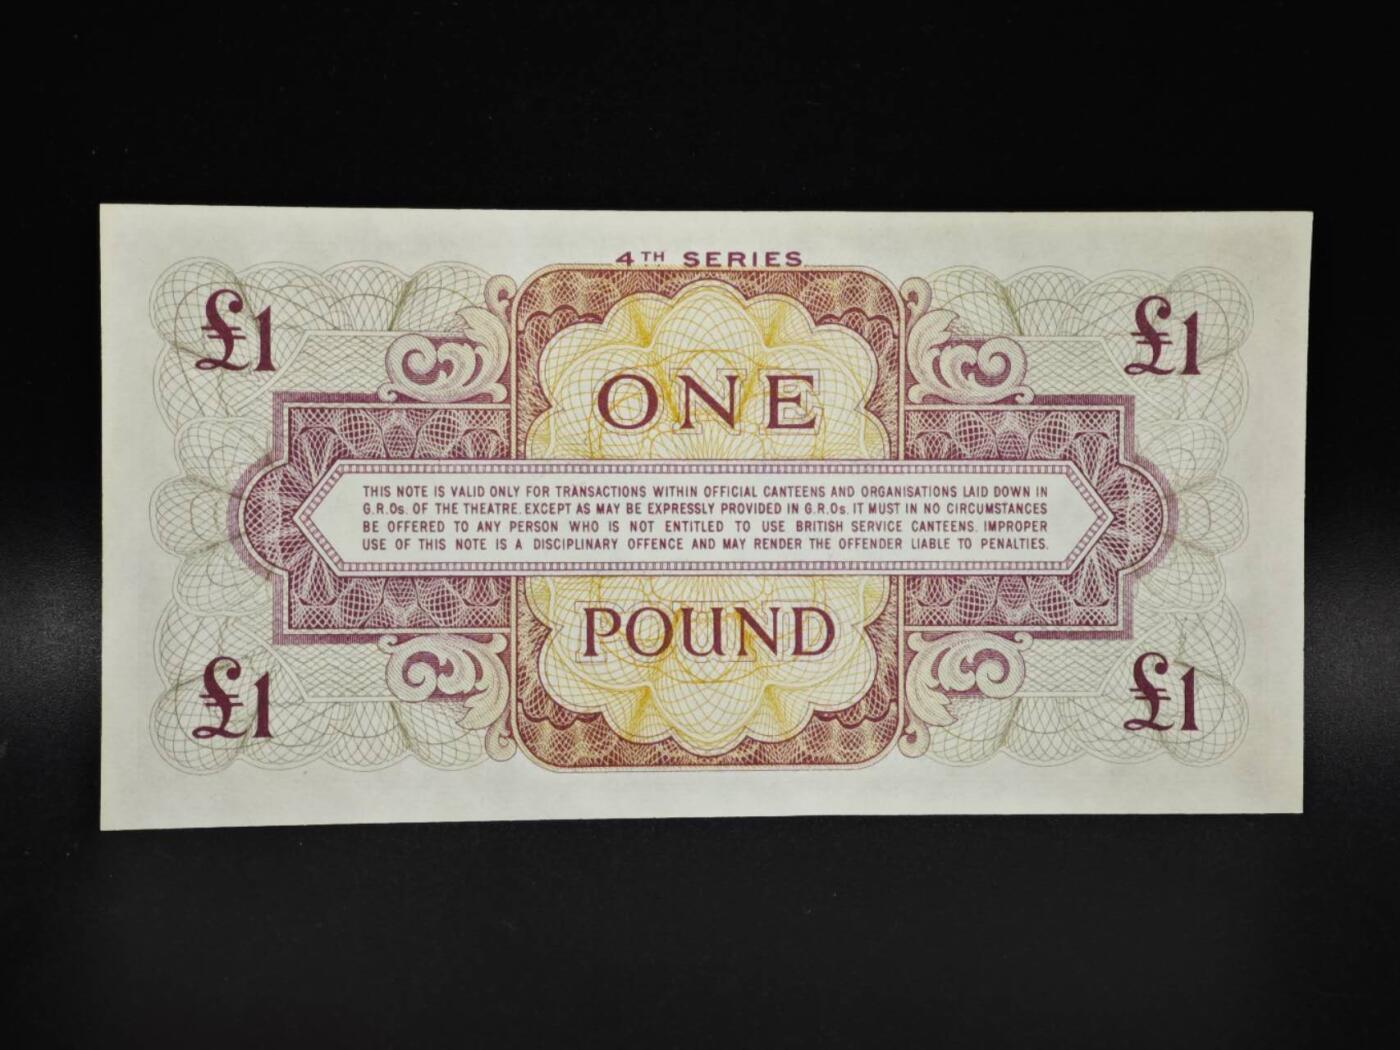 4TH SERIES
£1
£1
ONE
THIS NOTE IS VALID ONLY FOR TRANSACTIONS WITHIN OFFICIAL CANTEENS AND ORGANISATIONS LAID DOWN IN
G.R.Os. OF THE THEATRE. EXCEPT AS MAY BE EXPRESSLY PROVIDED IN G.R.Os. IT MUST IN NO CIRCUMSTANCES
BE OFFERED TO ANY PERSON WHO IS NOT ENTITLED TO USE BRITISH SERVICE CANTEENS. IMPROPER
USE OF THIS NOTE IS A DISCIPLINARY OFFENCE AND MAY RENDER THE OFFENDER LIABLE TO PENALTIES.
POUND
£1
£1